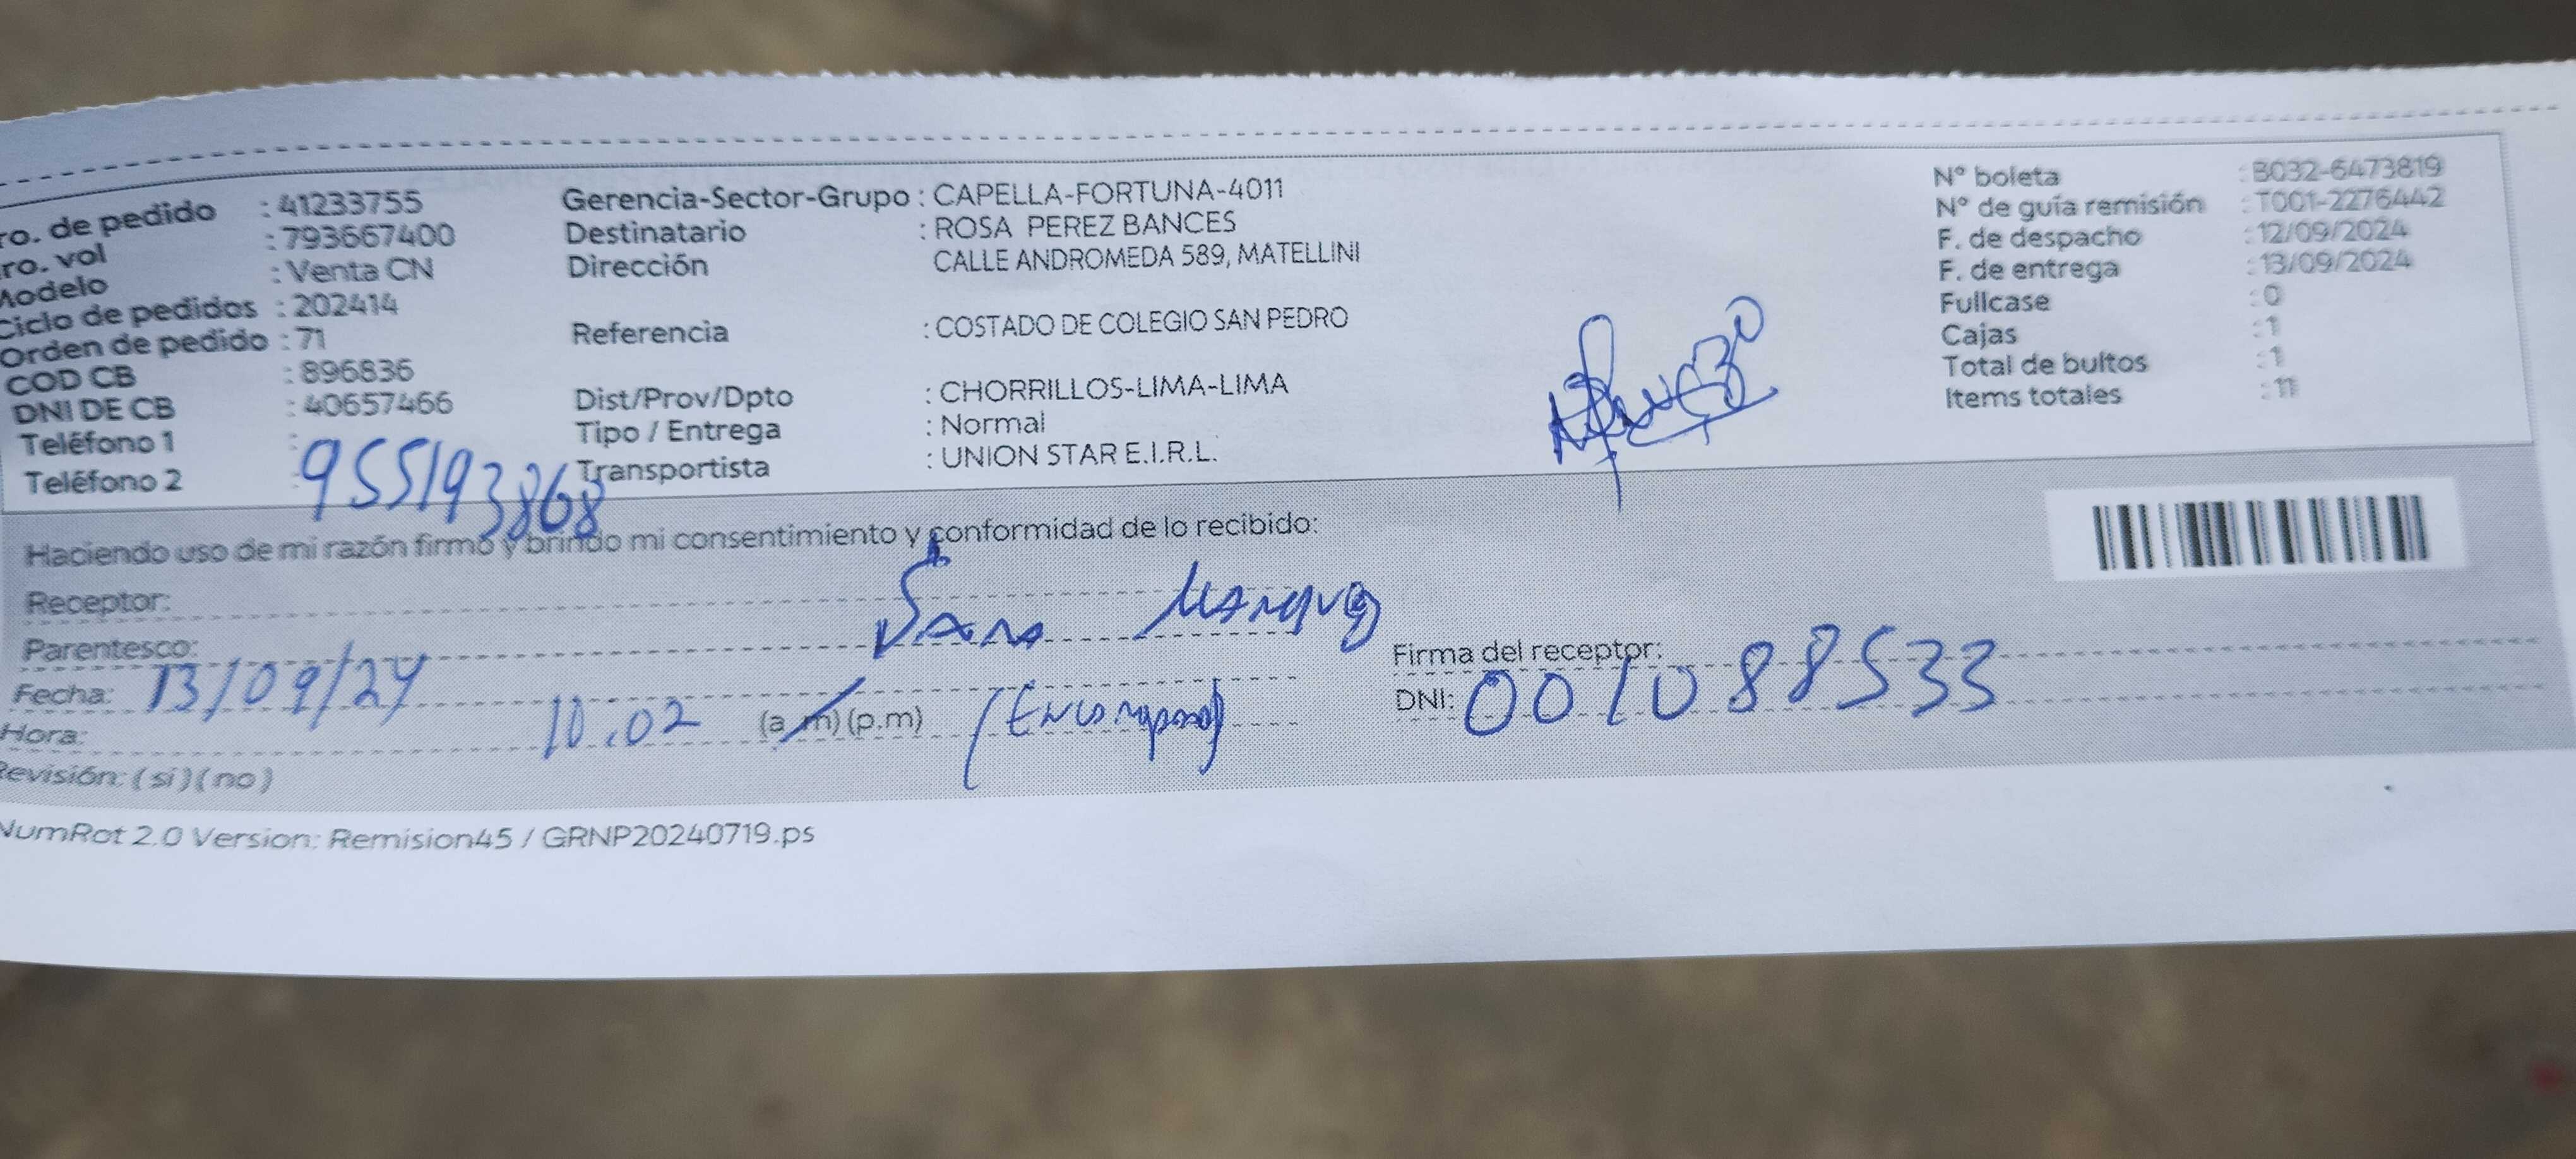 ro. de pedido : 41233755
ro. vol : 793667400
Modelo : Venta CN
Ciclo de pedidos : 202414
Orden de pedido : 71
COD CB : 896836
DNI DE CB : 40657466
Teléfono 1 :
Teléfono 2 : 955193868
Gerencia-Sector-Grupo : CAPELLA-FORTUNA-4011
Destinatario : ROSA PEREZ BANCES
Dirección CALLE ANDROMEDA 589, MATELLINI
Referencia : COSTADO DE COLEGIO SAN PEDRO
Dist/Prov/Dpto : CHORRILLOS-LIMA-LIMA
Tipo / Entrega : Normal
Transportista : UNION STAR E.I.R.L.
N° boleta : B032-6473819
N° de guía remisión : T001-2276442
F. de despacho : 12/09/2024
F. de entrega : 13/09/2024
Fullcase : 0
Cajas : 1
Total de bultos : 1
Items totales : 11
Haciendo uso de mi razón firmo y brindo mi consentimiento y conformidad de lo recibido:
Receptor:
Parentesco:
Fecha: 13/09/24
Hora: 10.02 (a.m) (p.m)
Revisión: (si) (no)
Firma del receptor:
DNI: 001088533
NumRot 2.0 Version: Remision45 / GRNP20240719.ps